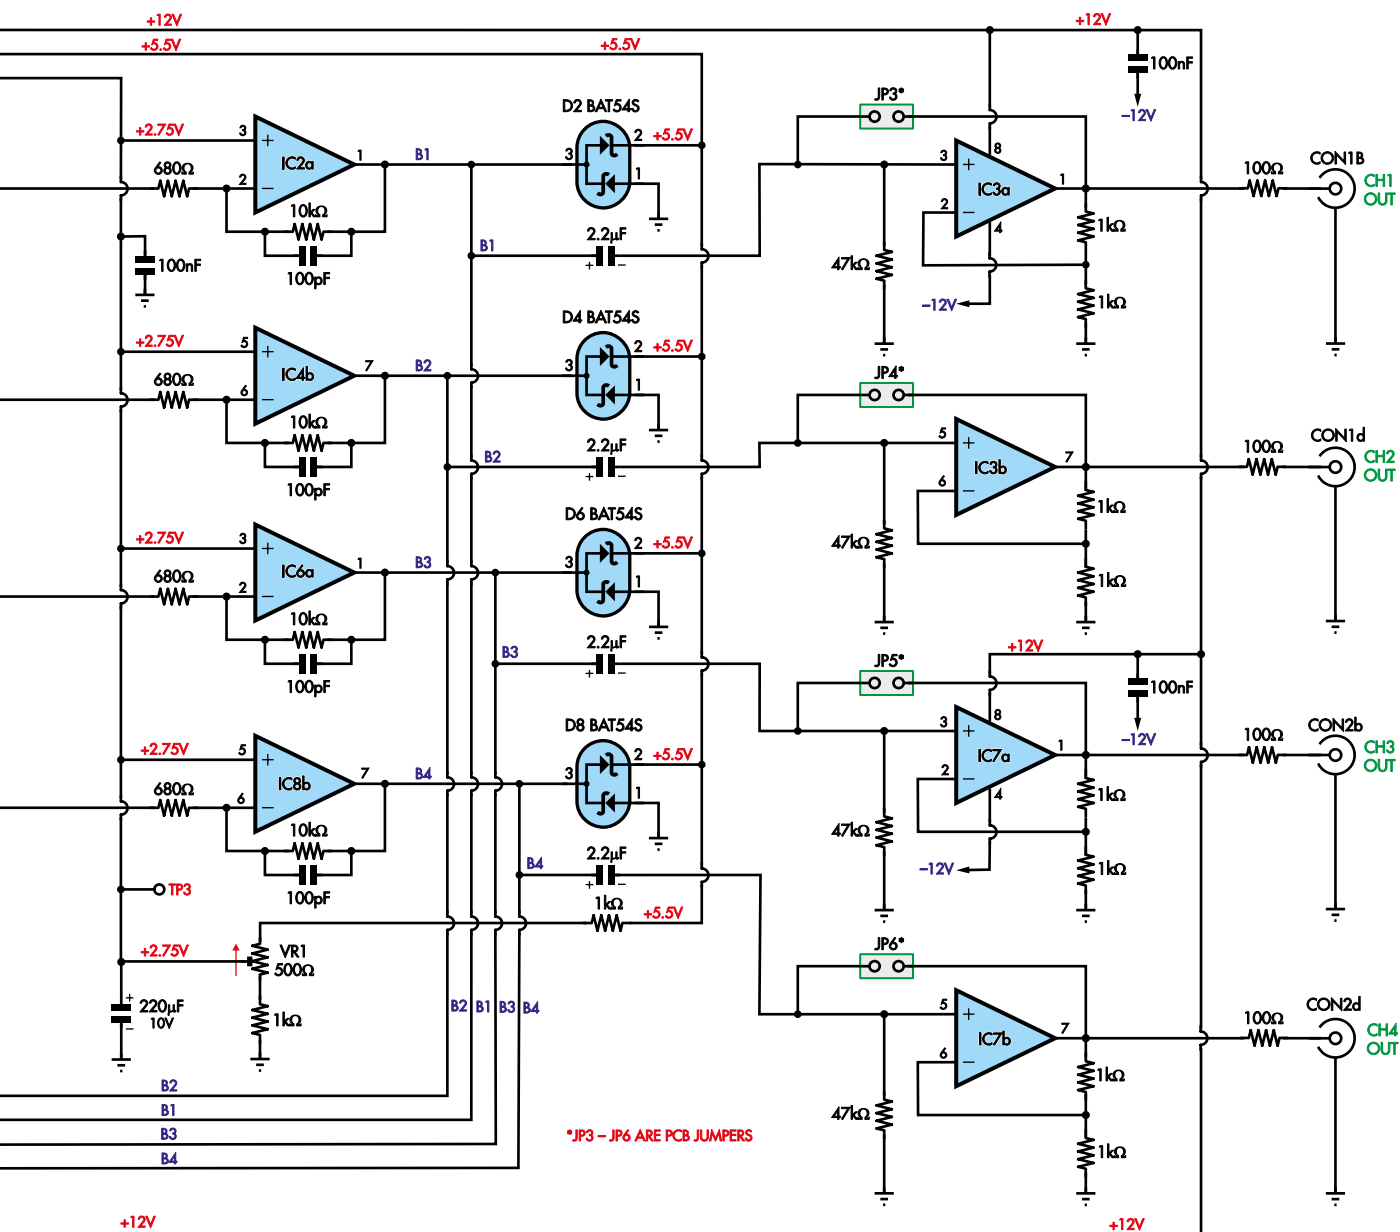 +12V
+12V
+5.5V
+5.5V
100nF
−12V
JP3*
D2 BAT54S
+2.75V
3
+
IC2a
1
B1
3
2
+5.5V
1
680Ω
2
−
10kΩ
100pF
100nF
B1
2.2µF
+
−
3
+
8
IC3a
1
2
−
4
−12V
47kΩ
1kΩ
1kΩ
100Ω
CON1B
CH1
OUT
D4 BAT54S
+2.75V
5
+
IC4b
7
B2
3
2
+5.5V
1
680Ω
6
−
10kΩ
100pF
B2
2.2µF
+
−
JP4*
5
+
IC3b
7
6
−
47kΩ
1kΩ
1kΩ
100Ω
CON1d
CH2
OUT
D6 BAT54S
+2.75V
3
+
IC6a
1
B3
3
2
+5.5V
1
680Ω
2
−
10kΩ
100pF
B3
2.2µF
+
−
JP5*
+12V
100nF
−12V
3
+
8
IC7a
1
2
−
4
−12V
47kΩ
1kΩ
1kΩ
100Ω
CON2b
CH3
OUT
D8 BAT54S
+2.75V
5
+
IC8b
7
B4
3
2
+5.5V
1
680Ω
6
−
10kΩ
100pF
B4
2.2µF
+
−
TP3
1kΩ
+5.5V
+2.75V
VR1
500Ω
+
220µF
10V
−
1kΩ
B2
B1
B3
B4
JP6*
5
+
IC7b
7
6
−
47kΩ
1kΩ
1kΩ
100Ω
CON2d
CH4
OUT
B2
B1
B3
B4
*JP3 – JP6 ARE PCB JUMPERS
+12V
+12V